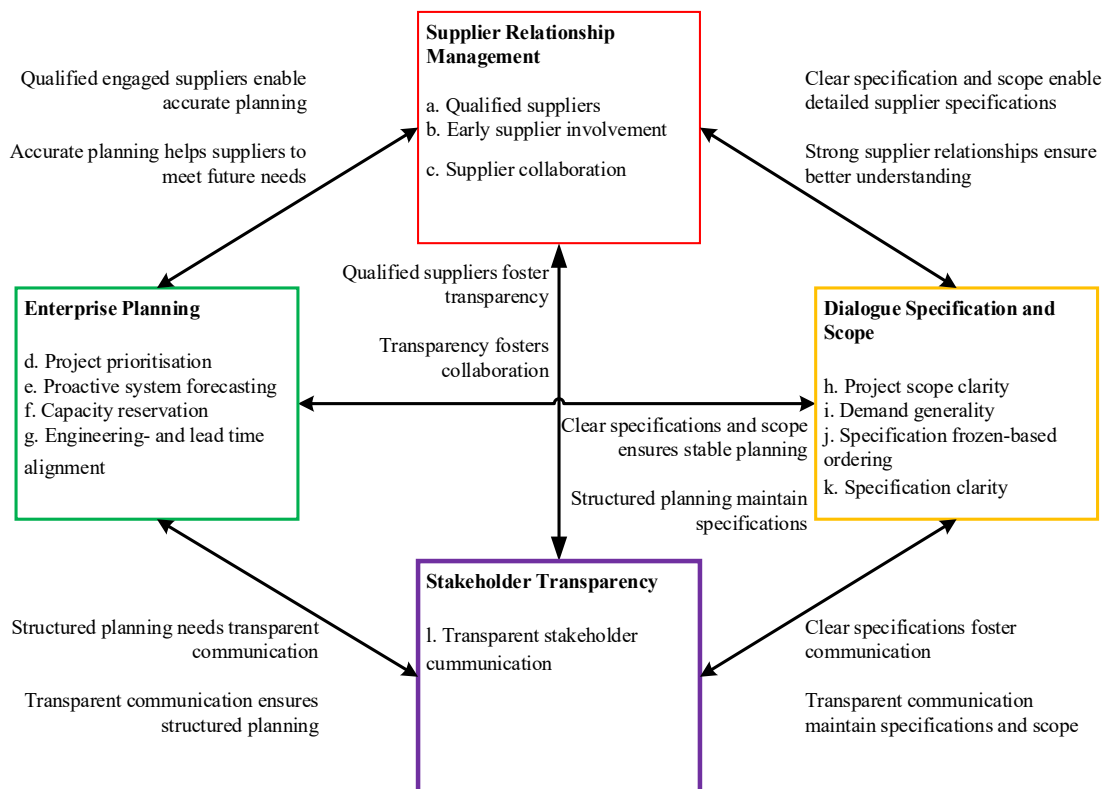 Supplier Relationship
Management
a. Qualified suppliers
b. Early supplier involvement
c. Supplier collaboration
Qualified engaged suppliers enable
accurate planning
Accurate planning helps suppliers to
meet future needs
Clear specification and scope enable
detailed supplier specifications
Strong supplier relationships ensure
better understanding
Qualified suppliers foster
transparency
Transparency fosters
collaboration
Enterprise Planning
d. Project prioritisation
e. Proactive system forecasting
f. Capacity reservation
g. Engineering- and lead time
alignment
Dialogue Specification and
Scope
h. Project scope clarity
i. Demand generality
j. Specification frozen-based
ordering
k. Specification clarity
Clear specifications and scope
ensures stable planning
Structured planning maintain
specifications
Stakeholder Transparency
l. Transparent stakeholder
cummunication
Structured planning needs transparent
communication
Transparent communication ensures
structured planning
Clear specifications foster
communication
Transparent communication
maintain specifications and scope